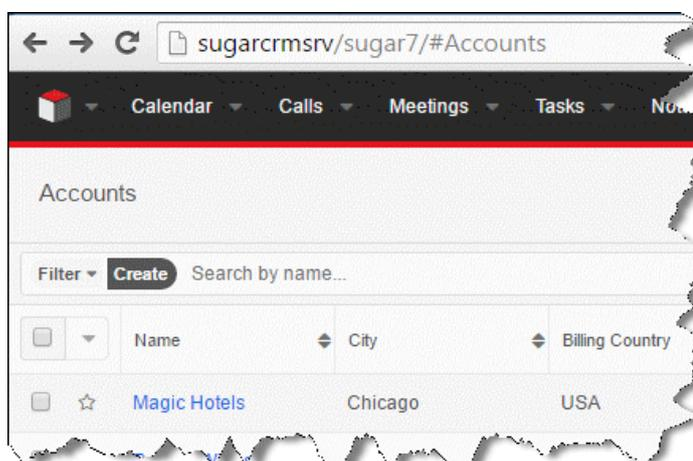 sugarcrmsrv/sugar7/#Accounts
Calendar Calls Meetings Tasks
Accounts
Filter Create Search by name...
Name City Billing Country
Magic Hotels Chicago USA